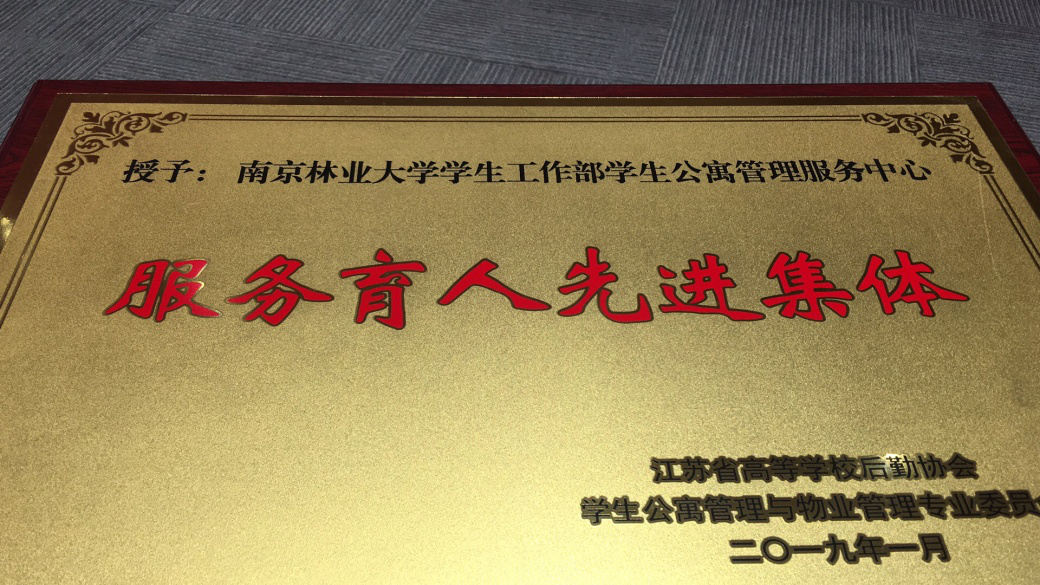 授予：南京林业大学学生工作部学生公寓管理服务中心
服务育人先进集体
江苏省高等学校后勤协会
学生公寓管理与物业管理专业委员
二〇一九年一月